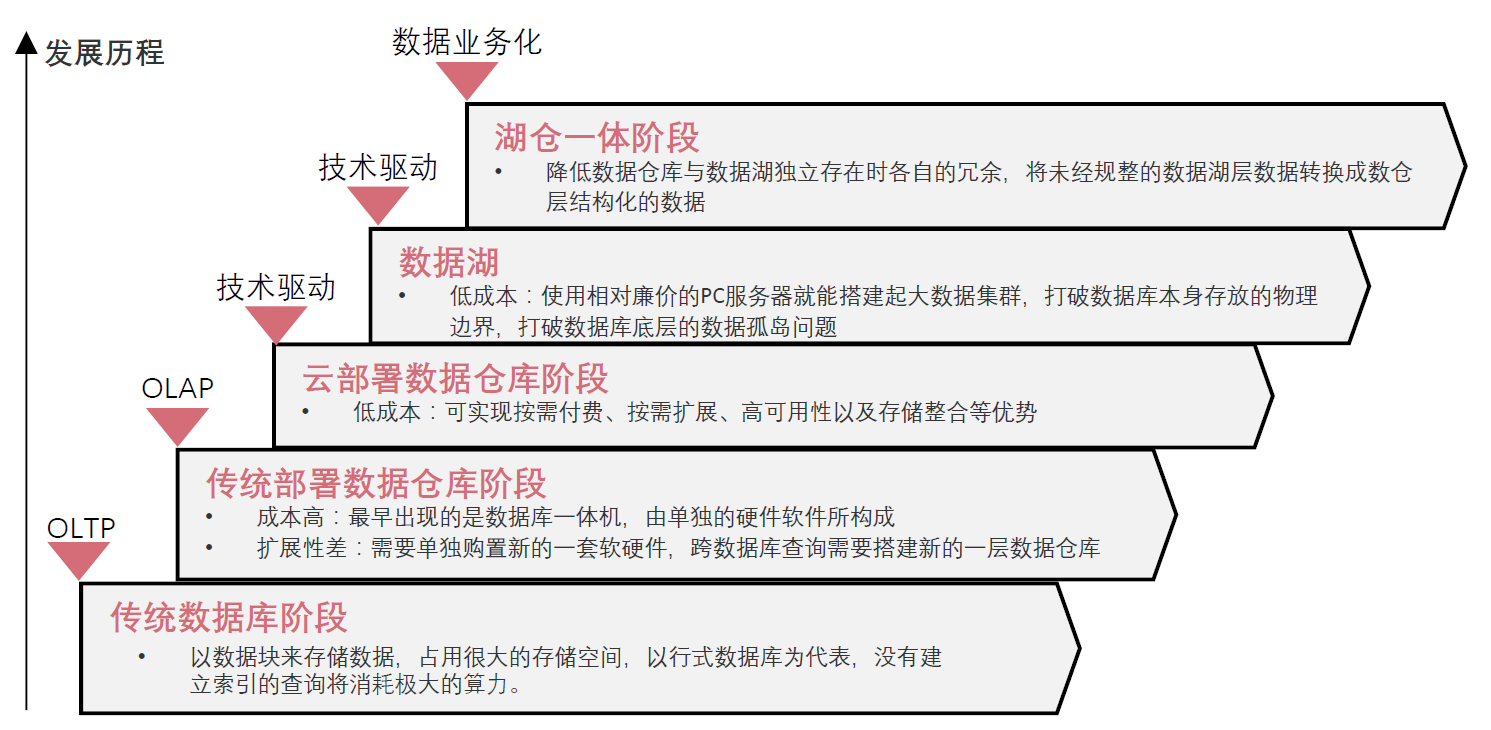 发展历程
数据业务化
湖仓一体阶段
• 降低数据仓库与数据湖独立存在时各自的冗余，将未经规整的数据湖层数据转换成数仓
层结构化的数据
技术驱动
数据湖
• 低成本：使用相对廉价的PC服务器就能搭建起大数据集群，打破数据库本身存放的物理
边界，打破数据库底层的数据孤岛问题
技术驱动
云部署数据仓库阶段
• 低成本：可实现按需付费、按需扩展、高可用性以及存储整合等优势
OLAP
传统部署数据仓库阶段
• 成本高：最早出现的是数据库一体机，由单独的硬件软件所构成
• 扩展性差：需要单独购置新的一套软硬件，跨数据库查询需要搭建新的一层数据仓库
OLTP
传统数据库阶段
• 以数据块来存储数据，占用很大的存储空间，以行式数据库为代表，没有建
立索引的查询将消耗极大的算力。